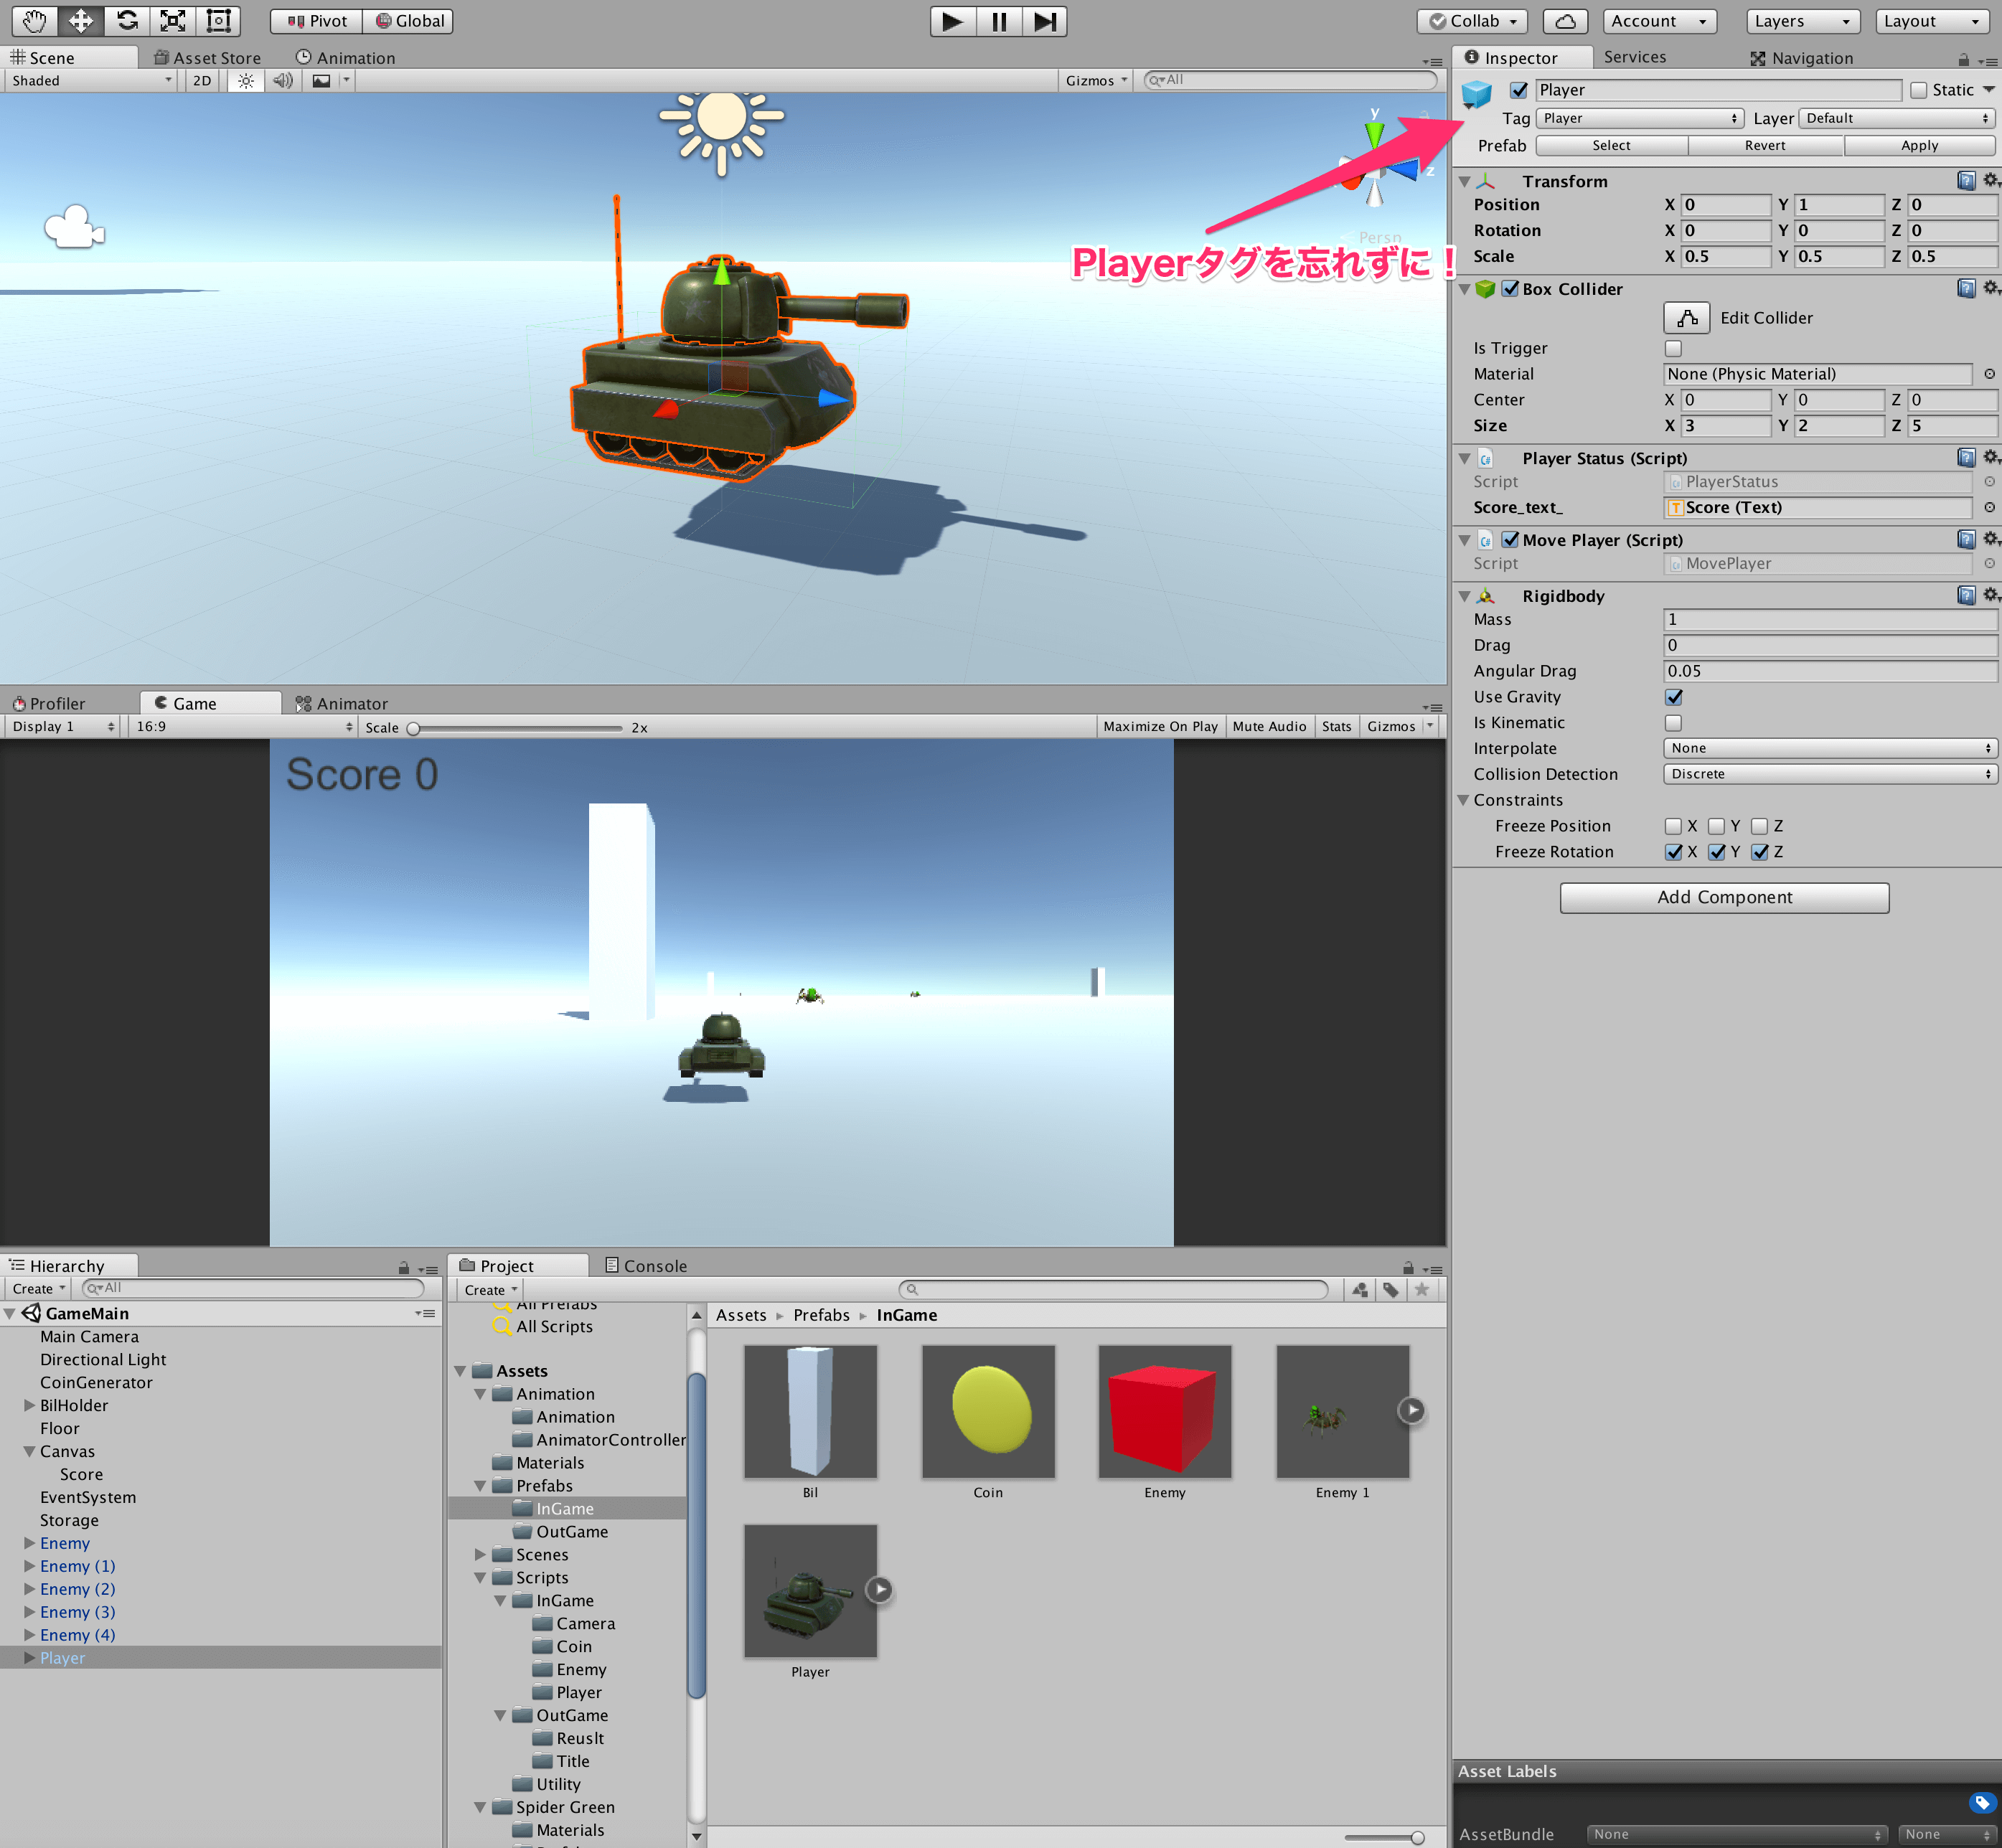 Pivot Global Collab Account Layers Layout
Scene Asset Store Animation
Shaded 2D Gizmos All
y
z
Persp
Playerタグを忘れずに！
Inspector Services Navigation
Player Static
Tag Player Layer Default
Prefab Select Revert Apply
Transform
Position X 0 Y 1 Z 0
Rotation X 0 Y 0 Z 0
Scale X 0.5 Y 0.5 Z 0.5
Box Collider
Edit Collider
Is Trigger
Material None (Physic Material)
Center X 0 Y 0 Z 0
Size X 3 Y 2 Z 5
Player Status (Script)
Script PlayerStatus
Score_text_ Score (Text)
Move Player (Script)
Script MovePlayer
Rigidbody
Mass 1
Drag 0
Angular Drag 0.05
Use Gravity
Is Kinematic
Interpolate None
Collision Detection Discrete
Constraints
Freeze Position X Y Z
Freeze Rotation X Y Z
Add Component
Profiler Game Animator
Display 1 16:9 Scale 2x Maximize On Play Mute Audio Stats Gizmos
Score 0
Hierarchy
Create All
GameMain
Main Camera
Directional Light
CoinGenerator
BilHolder
Floor
Canvas
Score
EventSystem
Storage
Enemy
Enemy (1)
Enemy (2)
Enemy (3)
Enemy (4)
Player
Project Console
Create
All Prefabs
All Scripts
Assets
Animation
Animation
AnimatorController
Materials
Prefabs
InGame
OutGame
Scenes
Scripts
InGame
Camera
Coin
Enemy
Player
OutGame
Reuslt
Title
Utility
Spider Green
Materials
Assets Prefabs InGame
Bil Coin Enemy Enemy 1
Player
Asset Labels
AssetBundle None None